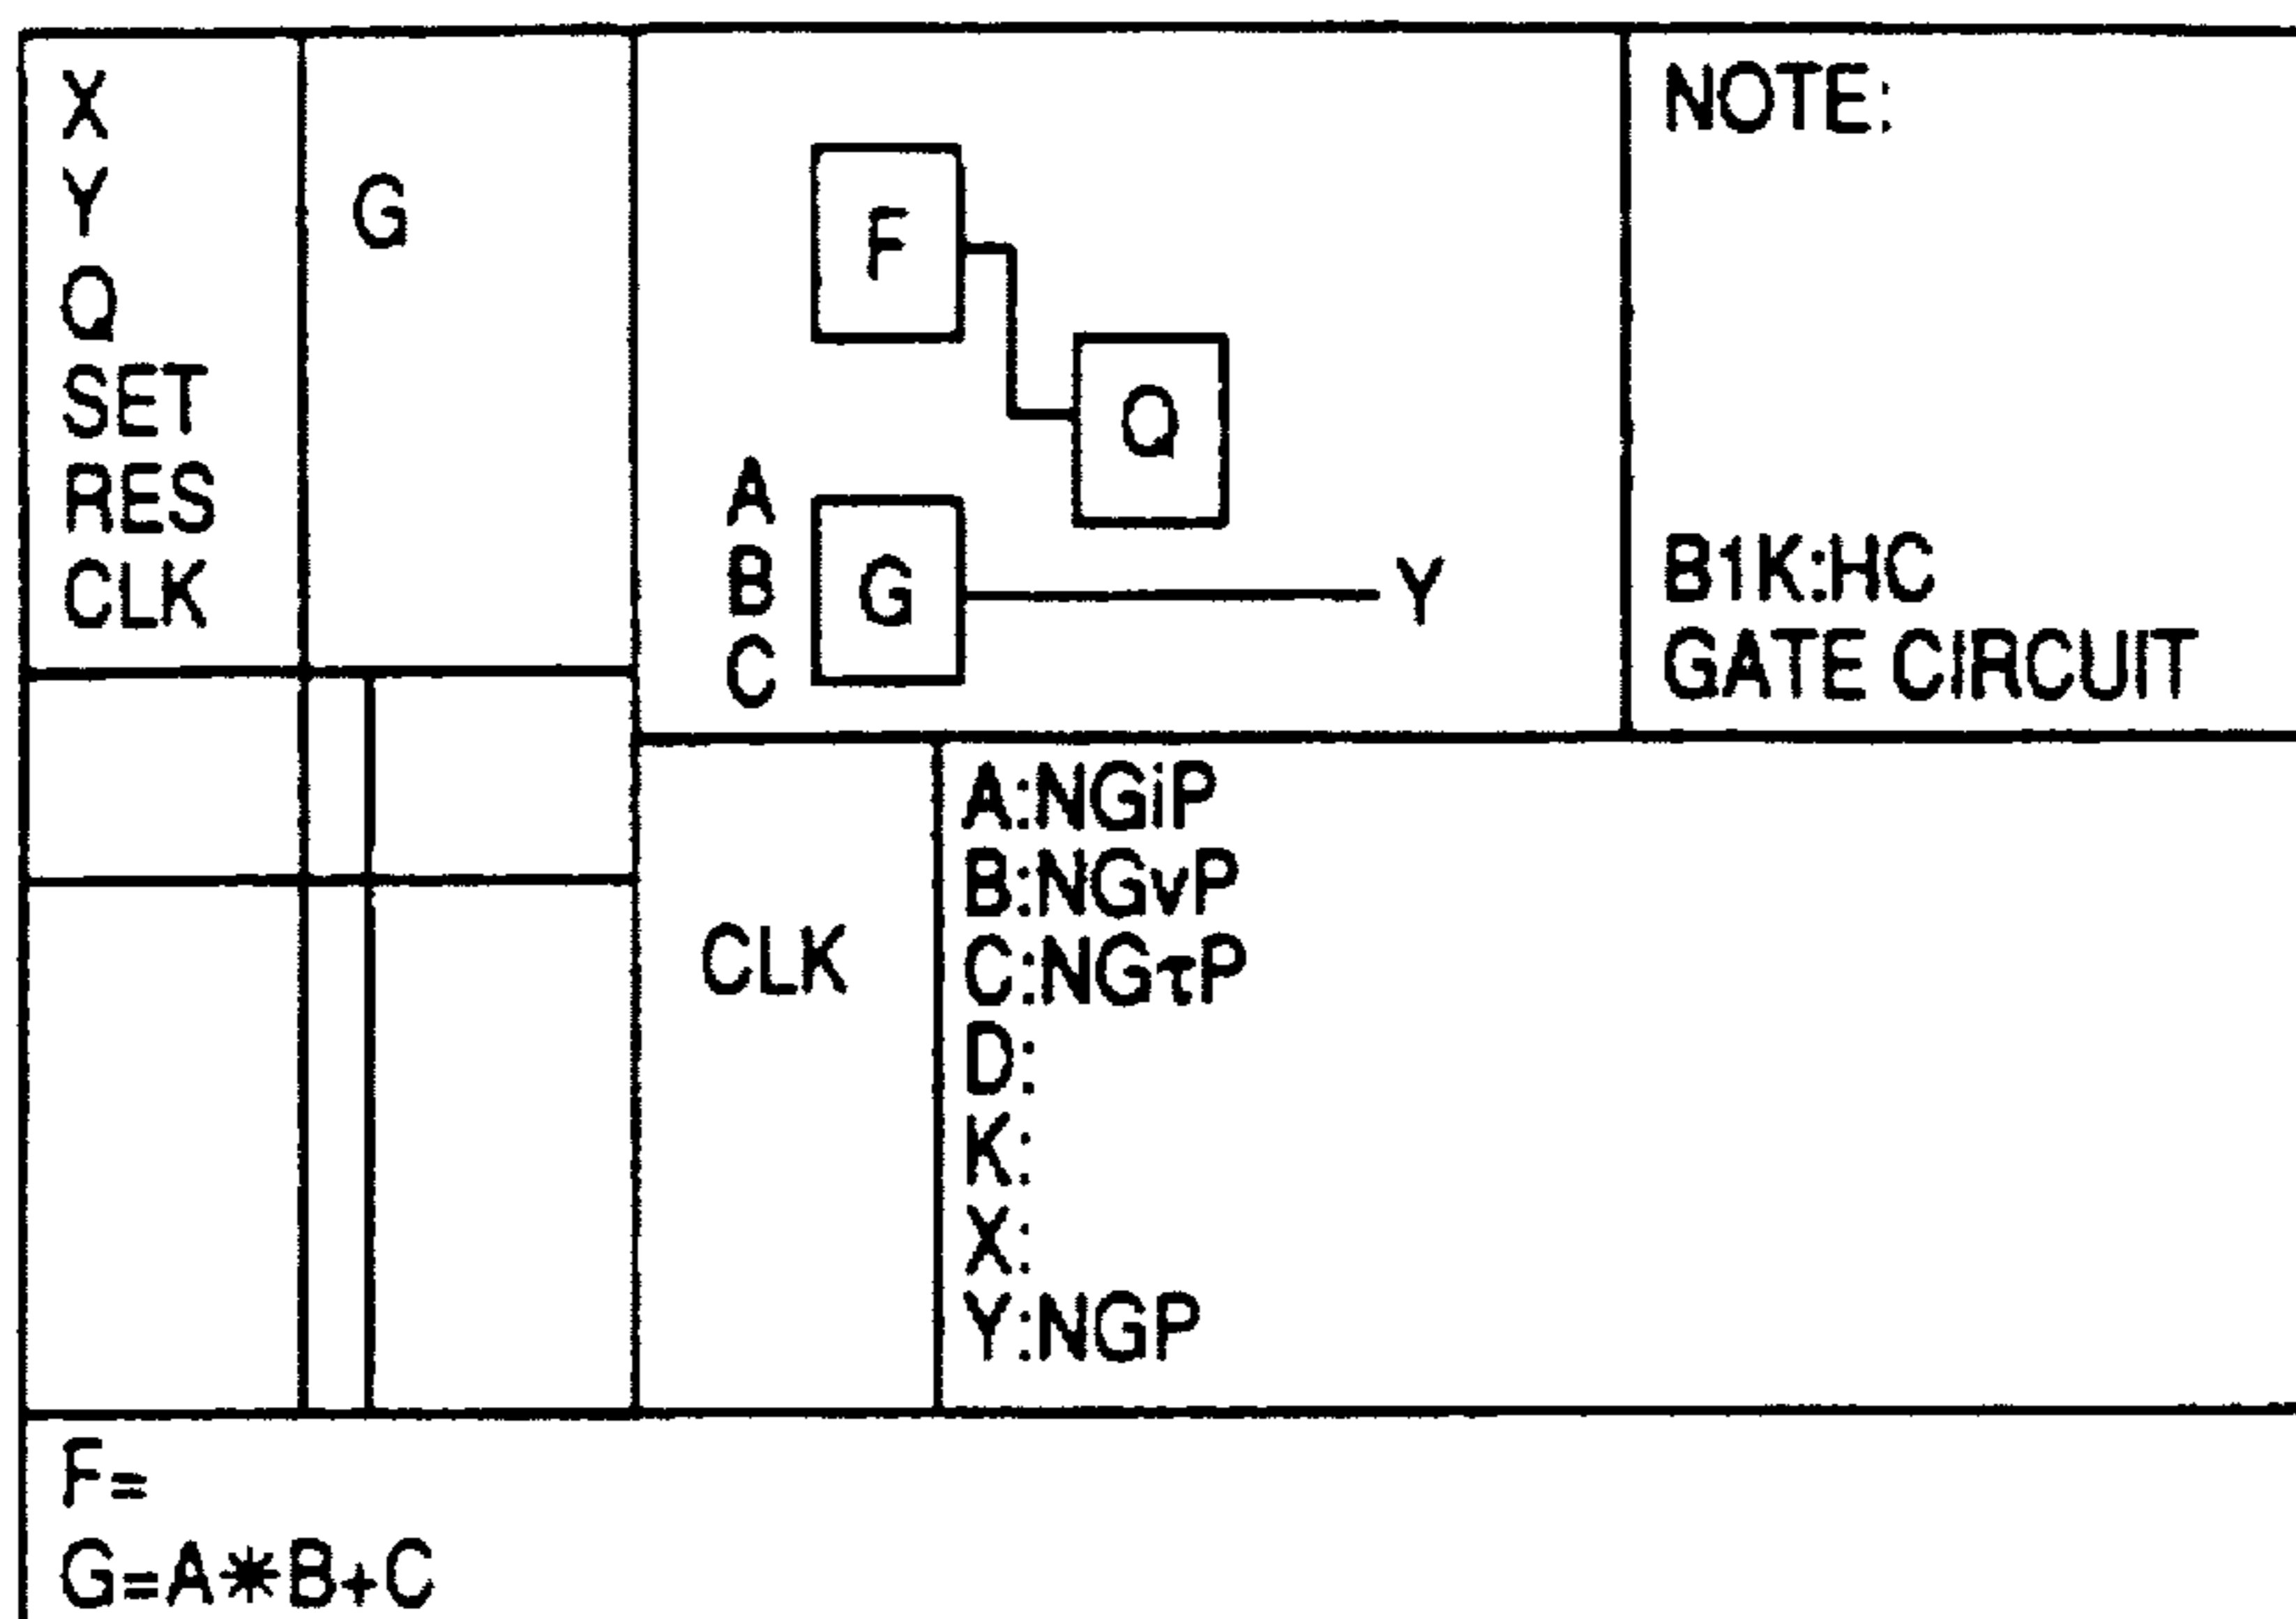 X
Y
Q
SET
RES
CLK
G
F
Q
A
B
C
G
Y
NOTE:
B1K:HC
GATE CIRCUIT
CLK
A:NGiP
B:NGvP
C:NGτP
D:
K:
X:
Y:NGP
F=
G=A*B+C